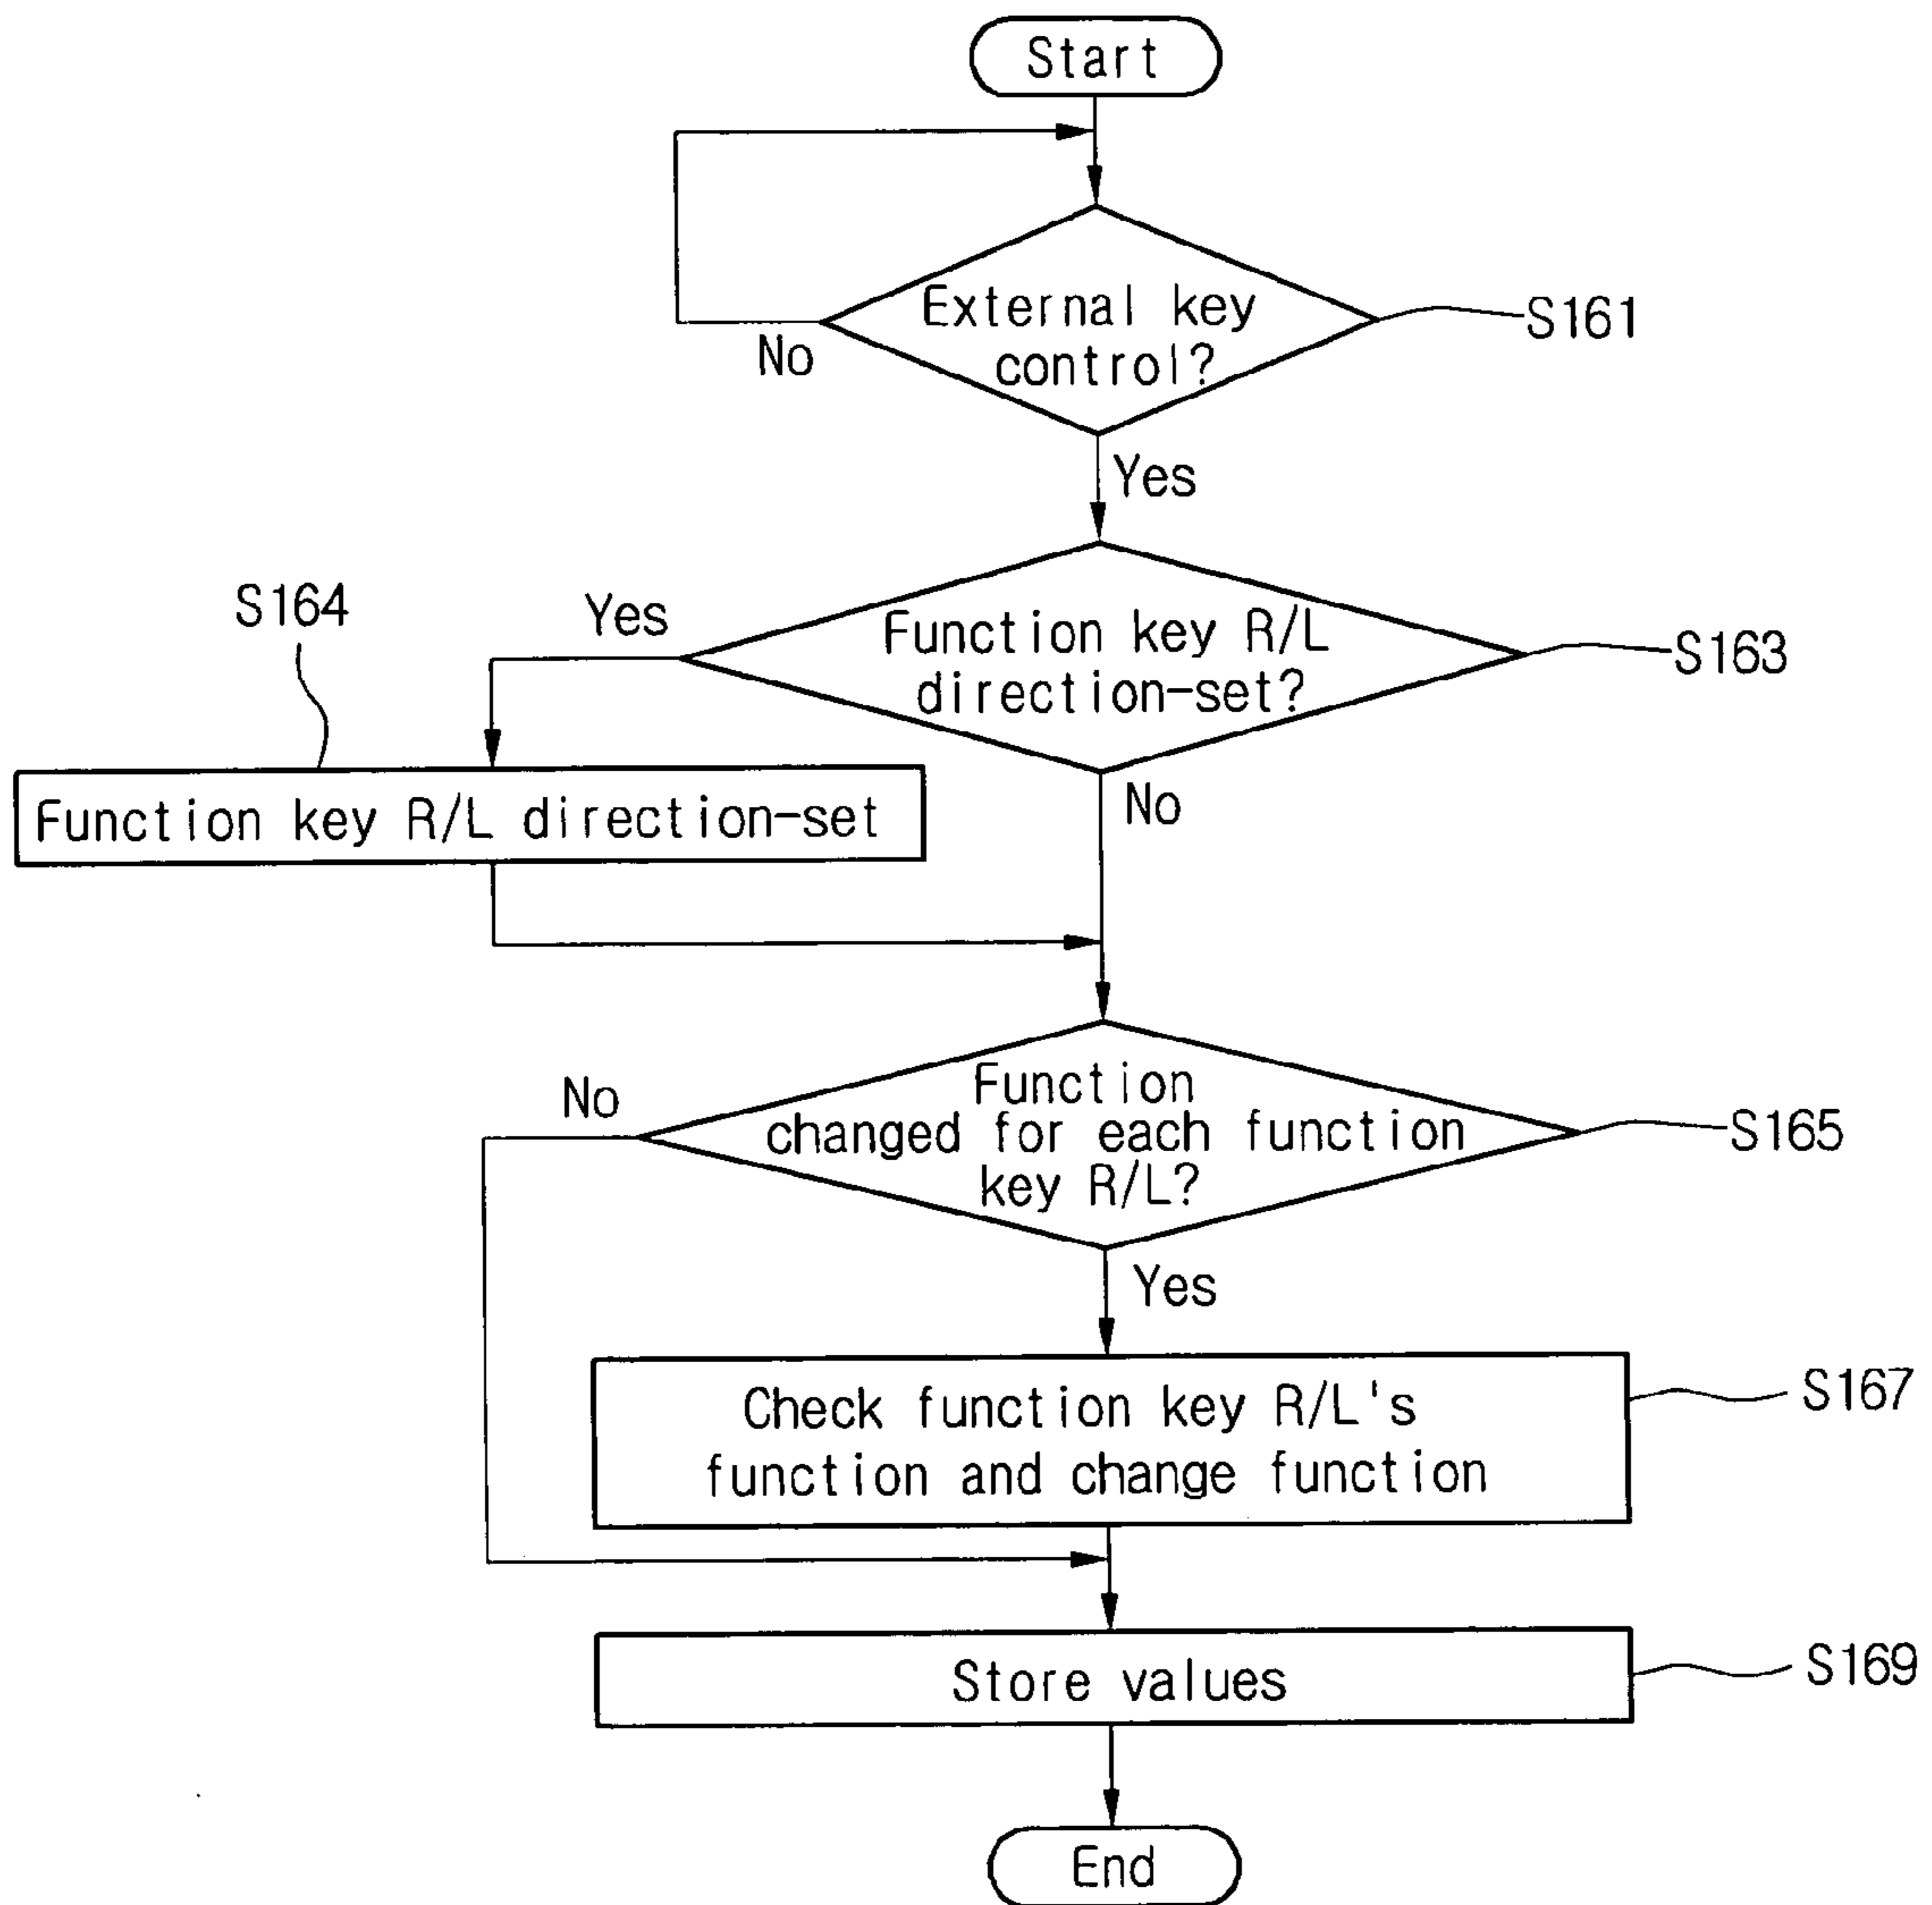 Start
External key
control?
S161
No
Yes
S164
Yes
Function key R/L
direction-set?
S163
Function key R/L direction-set
No
No
Function
changed for each function
key R/L?
S165
Yes
Check function key R/L's
function and change function
S167
Store values
S169
End